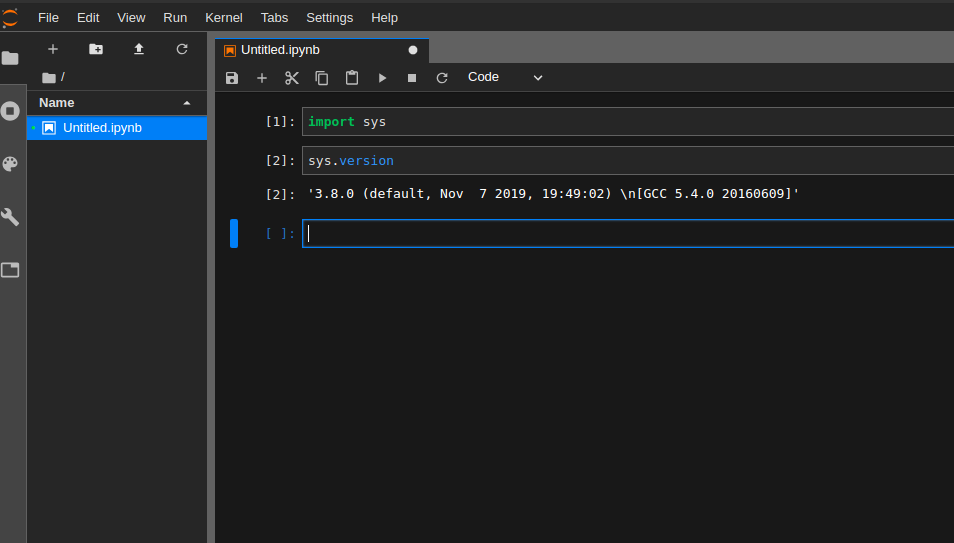 File Edit View Run Kernel Tabs Settings Help
Untitled.ipynb
/
Code
Name
Untitled.ipynb
[1]: import sys
[2]: sys.version
[2]: '3.8.0 (default, Nov  7 2019, 19:49:02) \n[GCC 5.4.0 20160609]'
[ ]: